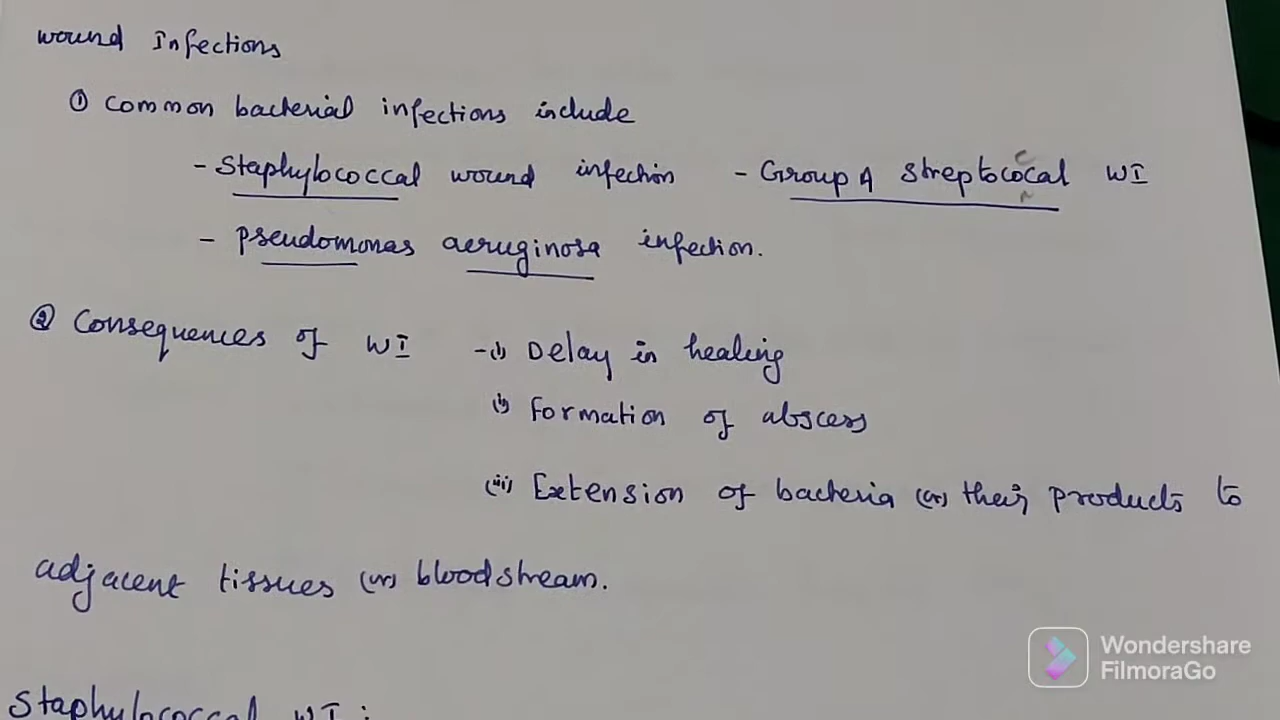 Wound Infections
① Common bacterial infections include
- Staphylococcal wound infection - Group A Streptococcal WI
- Pseudomonas aeruginosa infection.
② Consequences of WI - (i) Delay in healing
(ii) Formation of abscess
(iii) Extension of bacteria (or) their products to
adjacent tissues (or) bloodstream.
Staphylococcal WI :
Wondershare
FilmoraGo